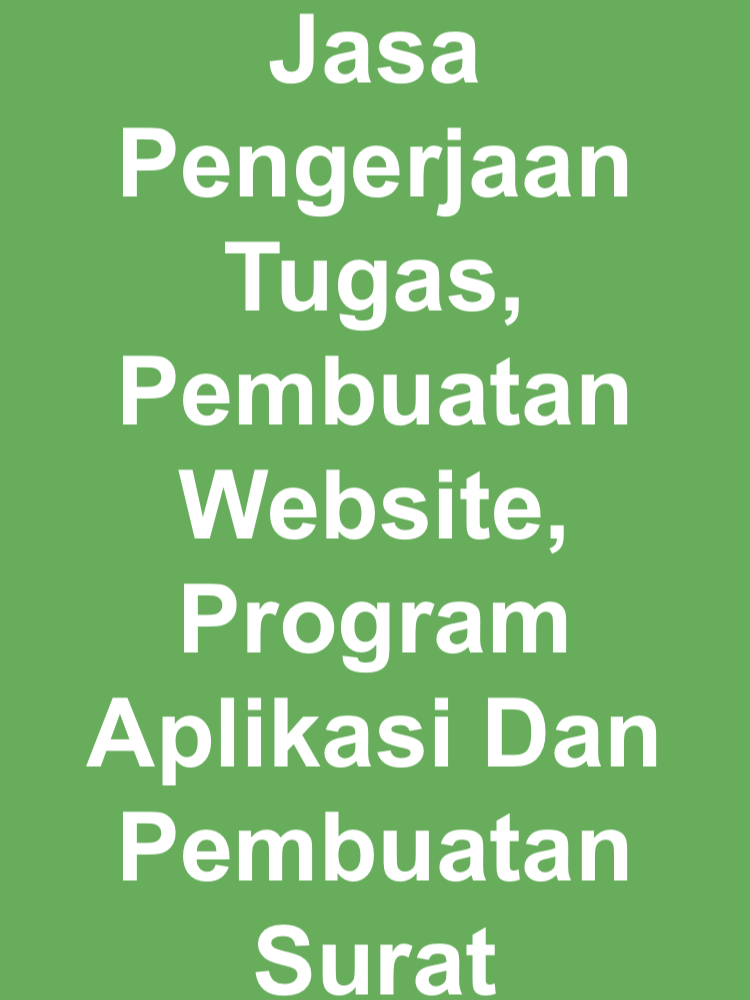 Jasa
Pengerjaan
Tugas,
Pembuatan
Website,
Program
Aplikasi Dan
Pembuatan
Surat